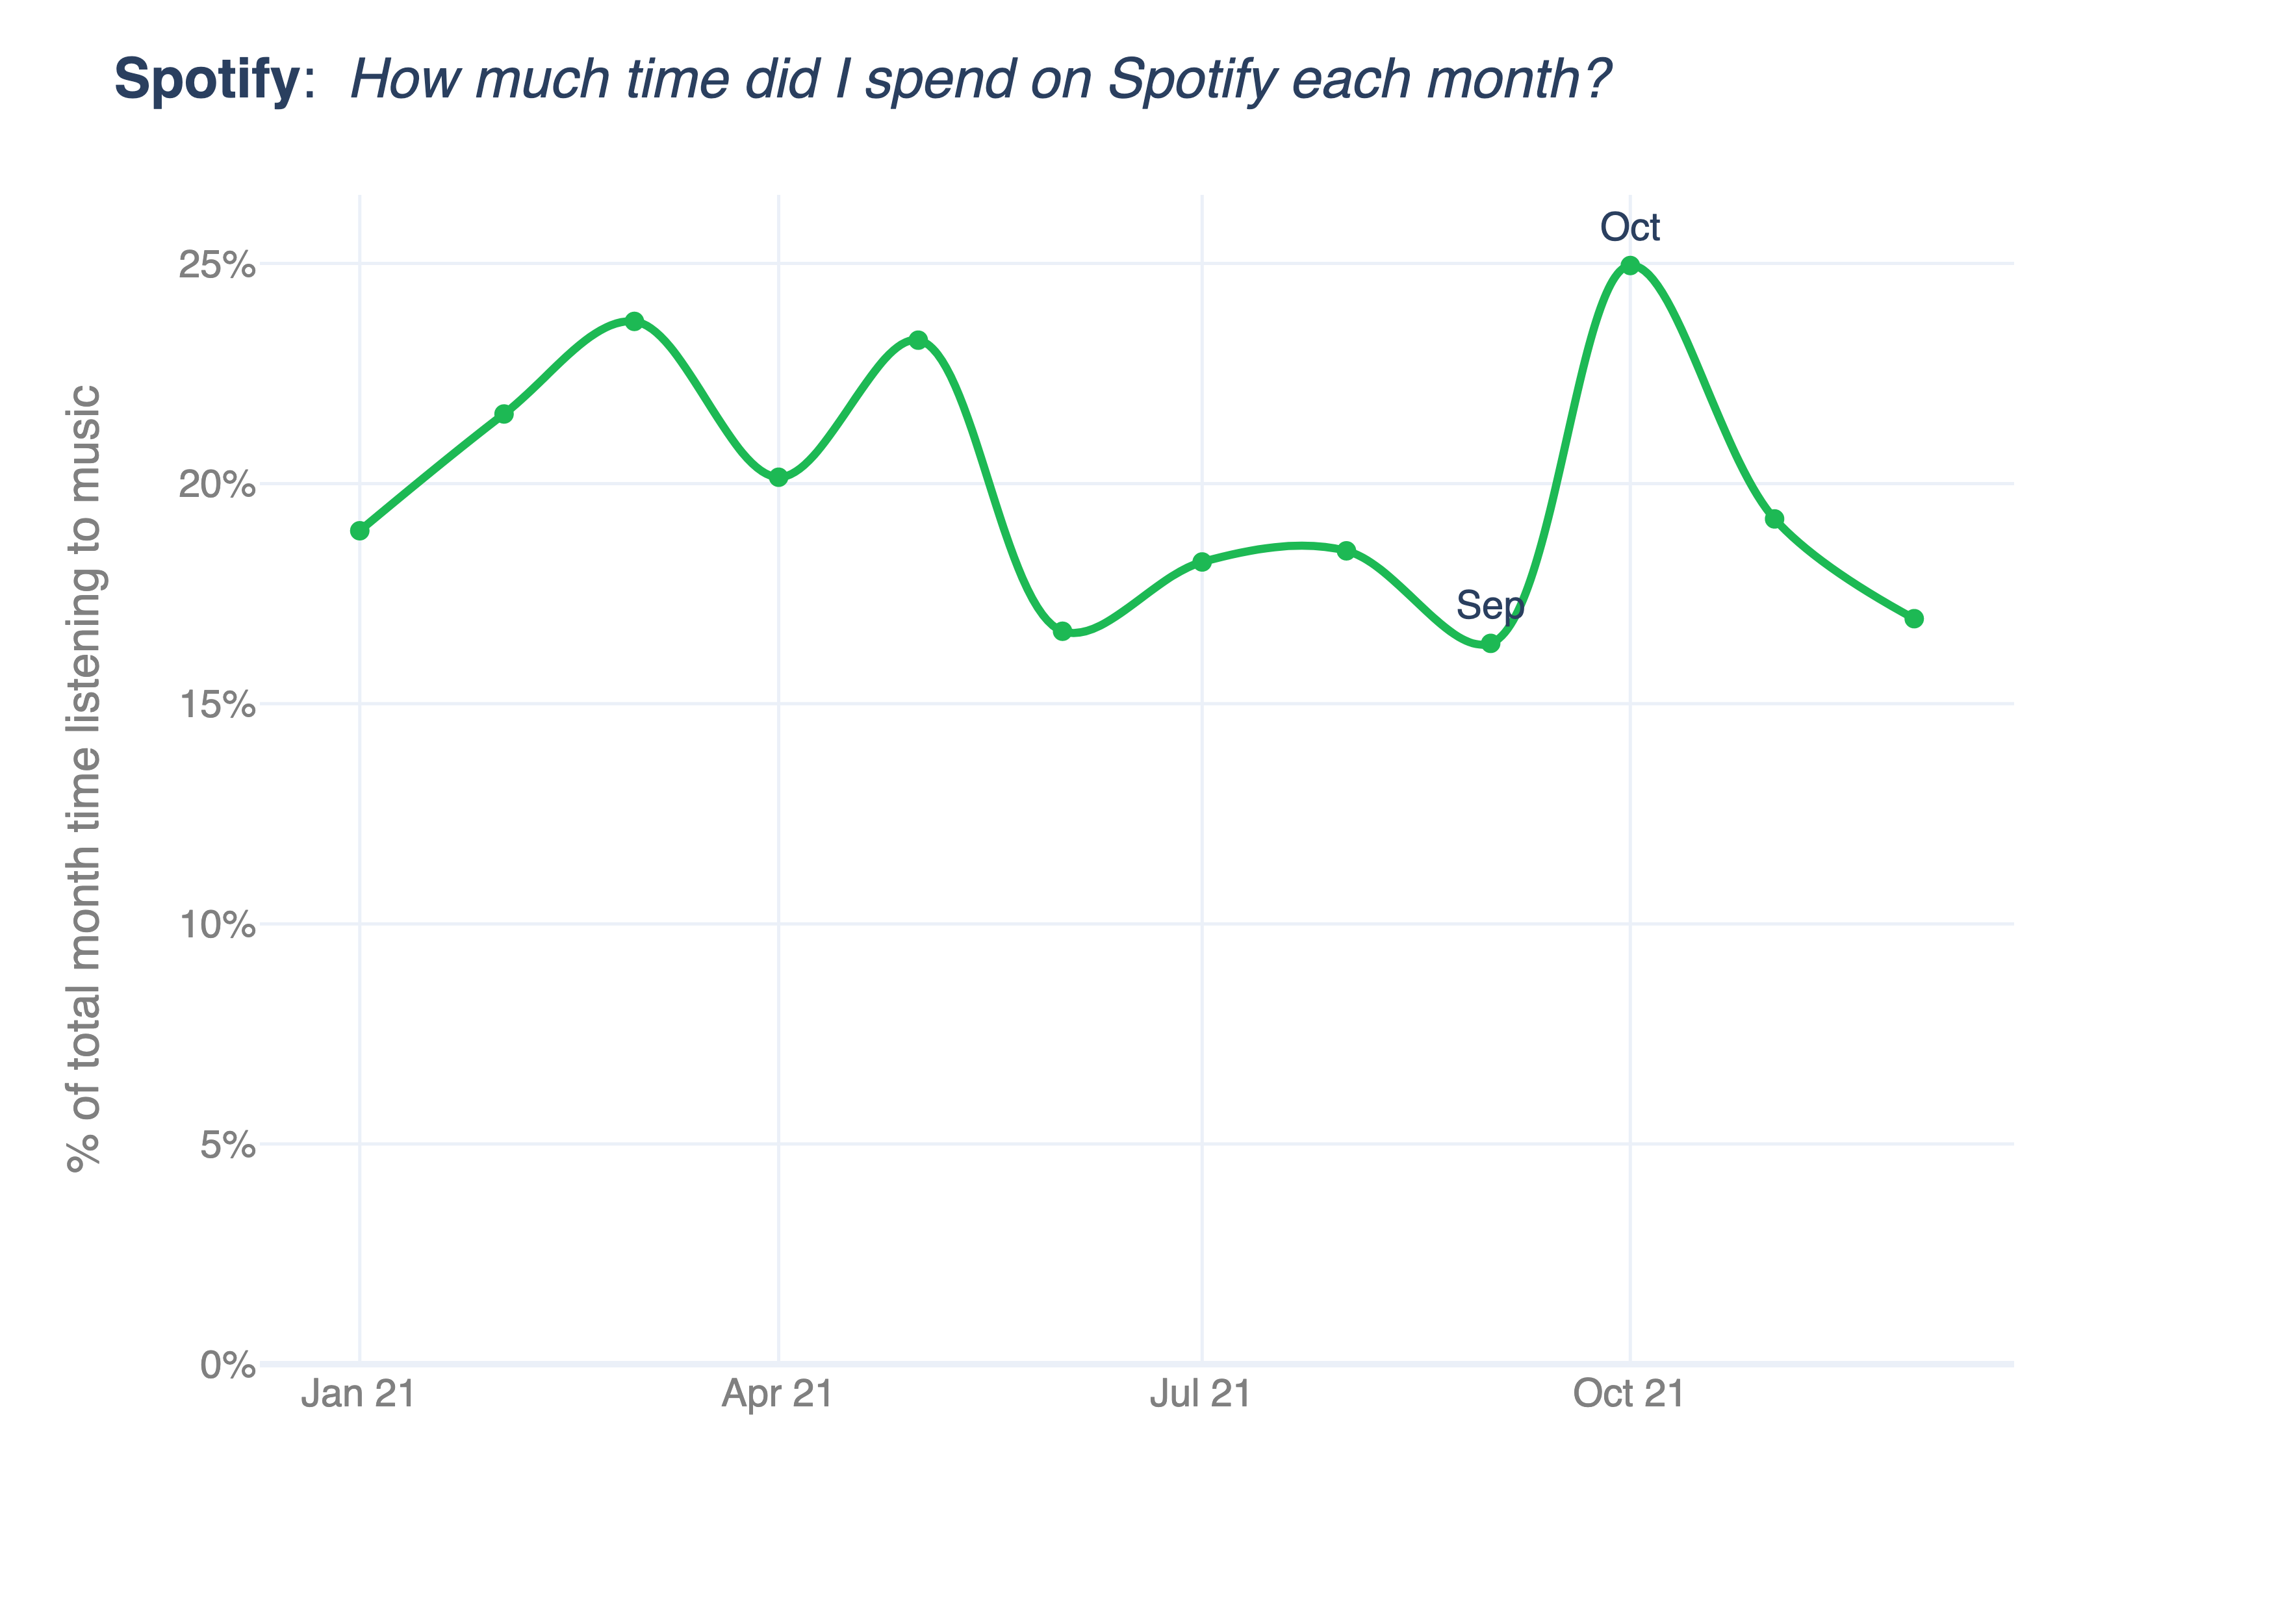 Spotify: How much time did I spend on Spotify each month?
% of total month time listening to music
25%
20%
15%
10%
5%
0%
Oct
Sep
Jan 21
Apr 21
Jul 21
Oct 21